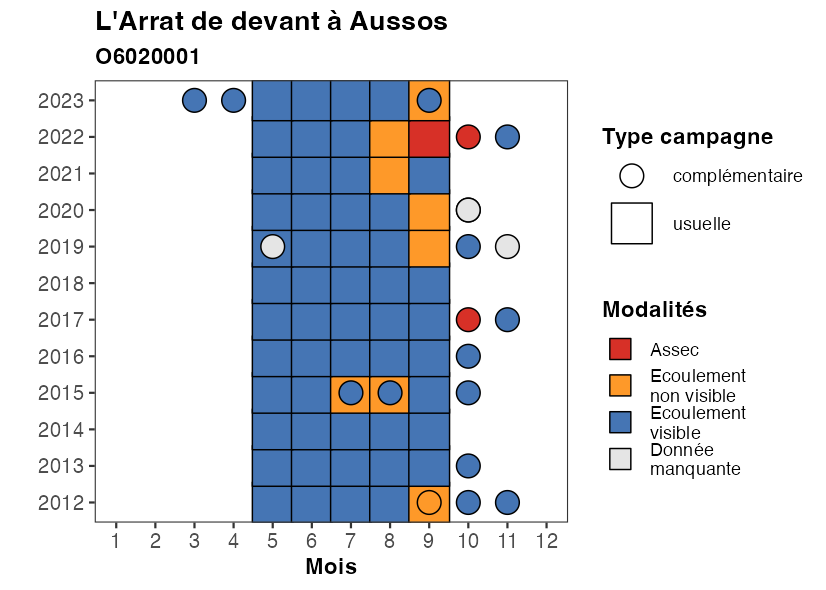 L'Arrat de devant à Aussos
O6020001
2023
2022
2021
2020
2019
2018
2017
2016
2015
2014
2013
2012
1 2 3 4 5 6 7 8 9 10 11 12
Mois
Type campagne
complémentaire
usuelle
Modalités
Assec
Ecoulement
non visible
Ecoulement
visible
Donnée
manquante